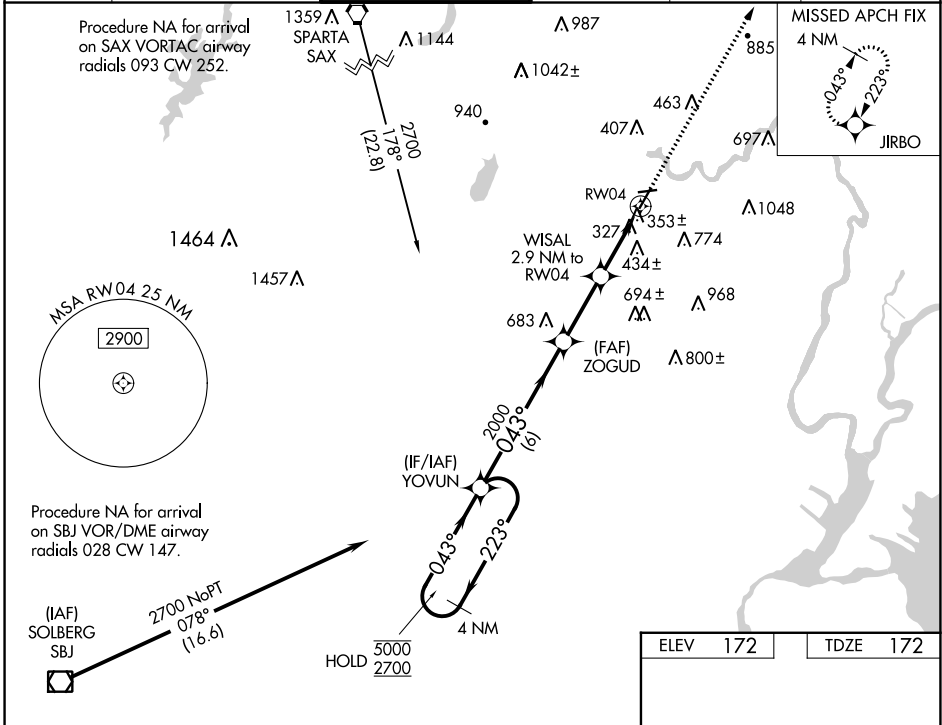 Procedure NA for arrival
on SAX VORTAC airway
radials 093 CW 252.
1359
SPARTA
SAX
1144
987
1042±
885
MISSED APCH FIX
4 NM
043°
223°
JIRBO
940
463
407
697
2700
178°
(22.8)
RW04
353±
1048
327
774
434±
WISAL
2.9 NM to
RW04
1464
1457
694±
968
683
(FAF)
ZOGUD
800±
MSA RW04 25 NM
2900
2000
043°
(6)
(IF/IAF)
YOVUN
043°
223°
4 NM
HOLD
5000
2700
Procedure NA for arrival
on SBJ VOR/DME airway
radials 028 CW 147.
(IAF)
SOLBERG
SBJ
2700 NoPT
078°
(16.6)
ELEV 172
TDZE 172